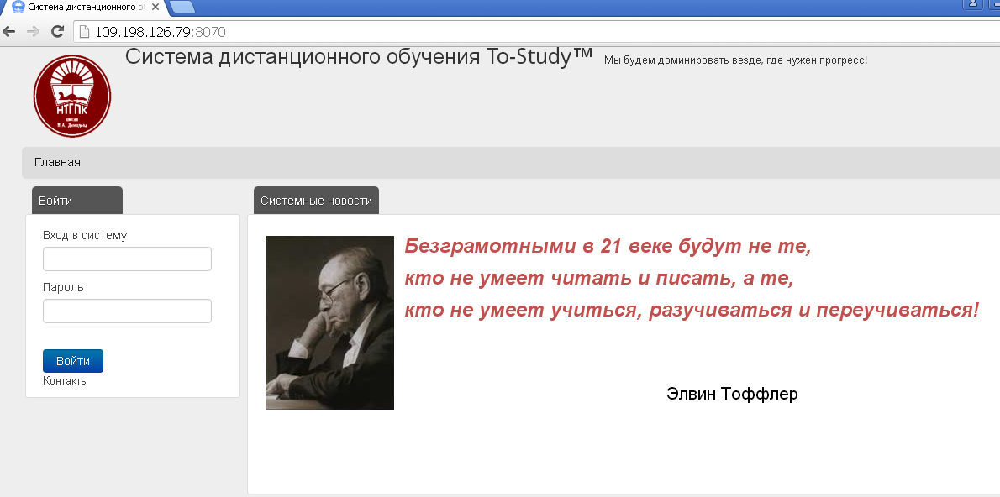 Система дистанционного о
109.198.126.79:8070
Система дистанционного обучения To-Study™ Мы будем доминировать везде, где нужен прогресс!
НТГПК
имени
Н.А. Демидова
Главная
Войти
Вход в систему
Пароль
Войти
Контакты
Системные новости
Безграмотными в 21 веке будут не те,
кто не умеет читать и писать, а те,
кто не умеет учиться, разучиваться и переучиваться!
Элвин Тоффлер